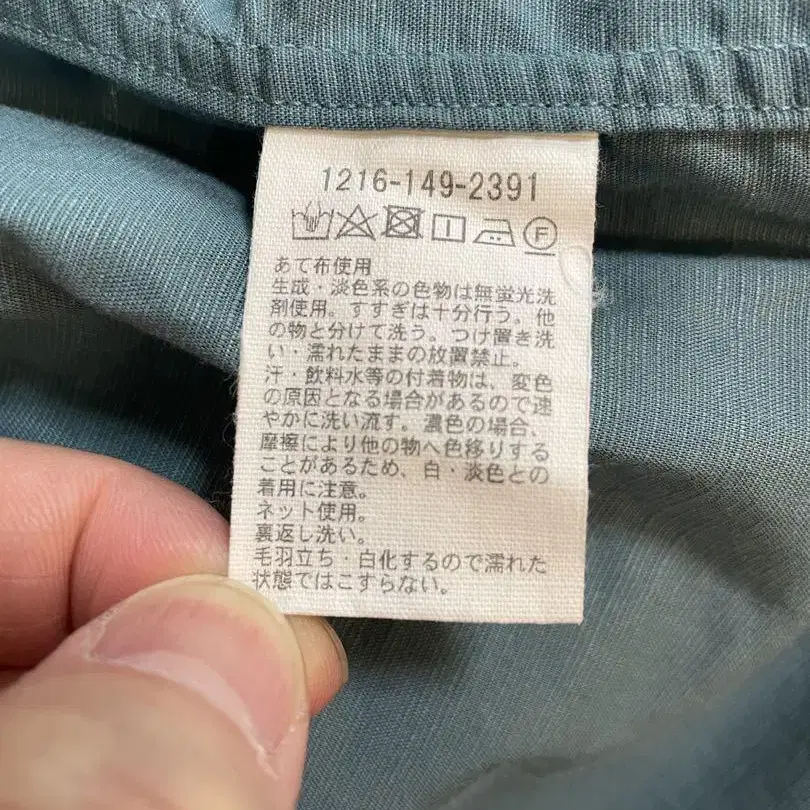 1216-149-2391
F
あて布使用
生成・淡色系の色物は無蛍光洗
剤使用。すすぎは十分行う。他
の物と分けて洗う。つけ置き洗
い・濡れたままの放置禁止。
汗・飲料水等の付着物は、変色
の原因となる場合があるので速
やかに洗い流す。濃色の場合、
摩擦により他の物へ色移りする
ことがあるため、白・淡色との
着用に注意。
ネット使用。
裏返し洗い。
毛羽立ち・白化するので濡れた
状態ではこすらない。